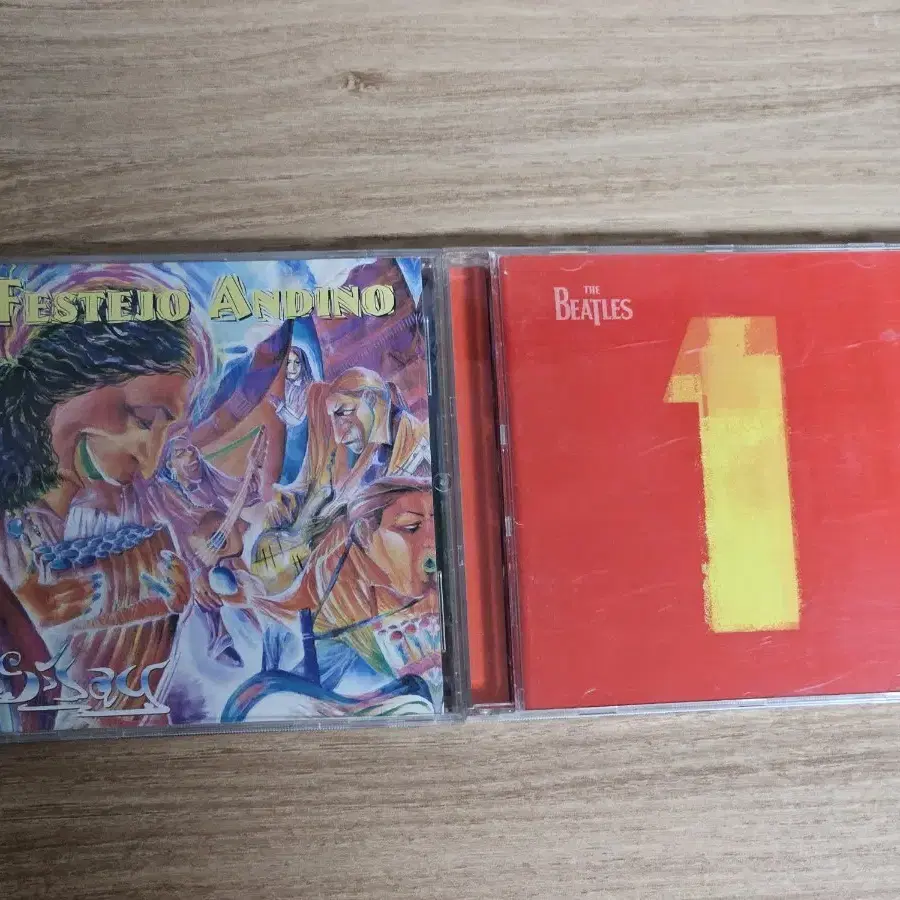 FESTEJO ANDINO
THE
BEATLES
1